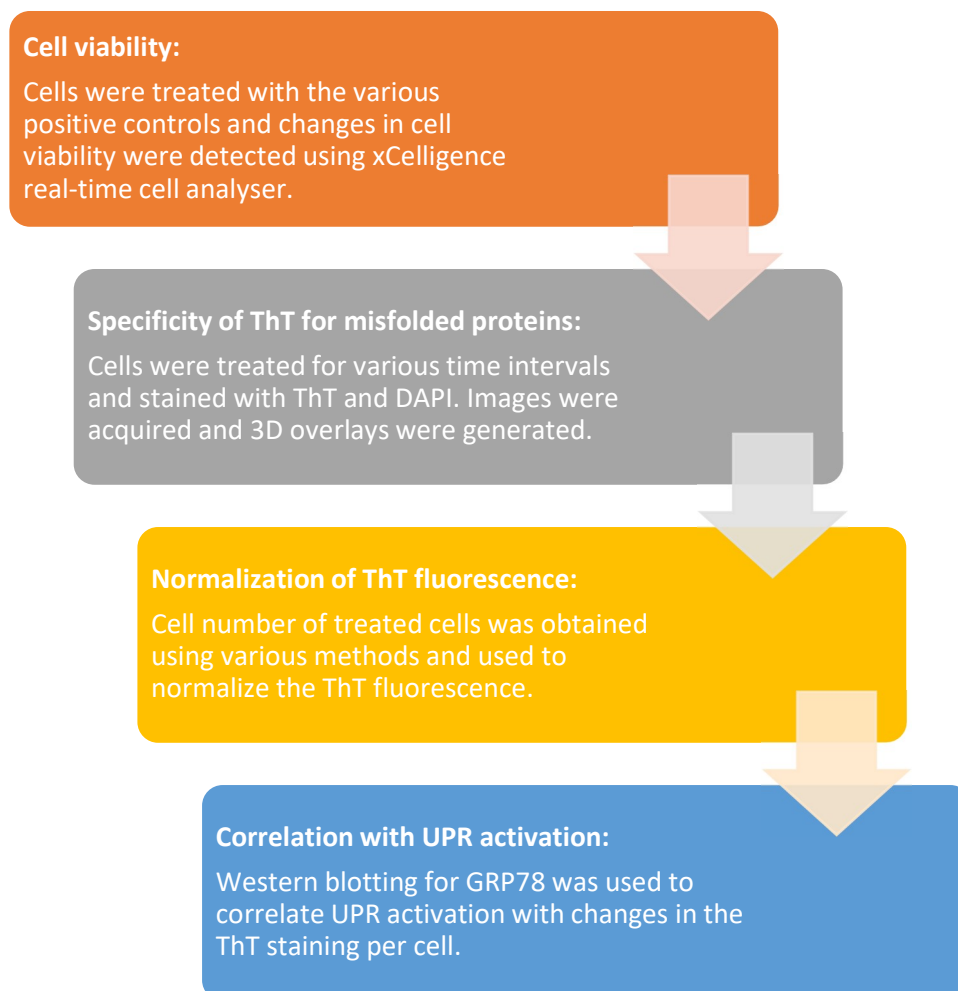 Cell viability:
Cells were treated with the various
positive controls and changes in cell
viability were detected using xCelligence
real-time cell analyser.
Specificity of ThT for misfolded proteins:
Cells were treated for various time intervals
and stained with ThT and DAPI. Images were
acquired and 3D overlays were generated.
Normalization of ThT fluorescence:
Cell number of treated cells was obtained
using various methods and used to
normalize the ThT fluorescence.
Correlation with UPR activation:
Western blotting for GRP78 was used to
correlate UPR activation with changes in the
ThT staining per cell.